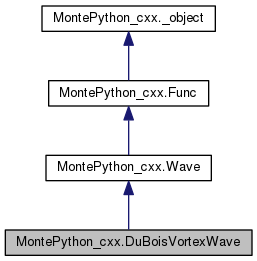 MontePython_cxx._object
MontePython_cxx.Func
MontePython_cxx.Wave
MontePython_cxx.DuBoisVortexWave